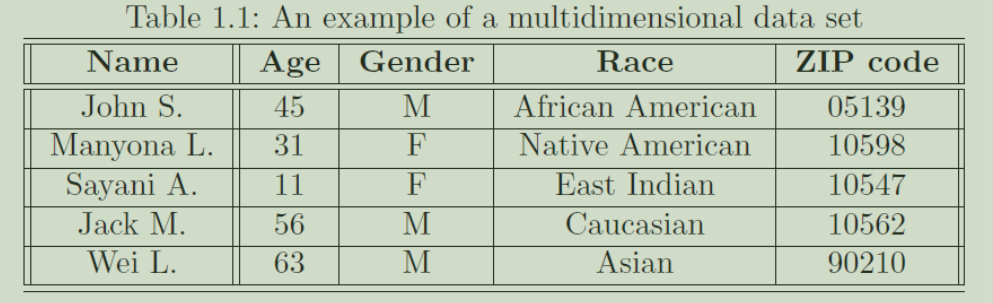 Table 1.1: An example of a multidimensional data set
Name Age Gender Race ZIP code
John S. 45 M African American 05139
Manyona L. 31 F Native American 10598
Sayani A. 11 F East Indian 10547
Jack M. 56 M Caucasian 10562
Wei L. 63 M Asian 90210